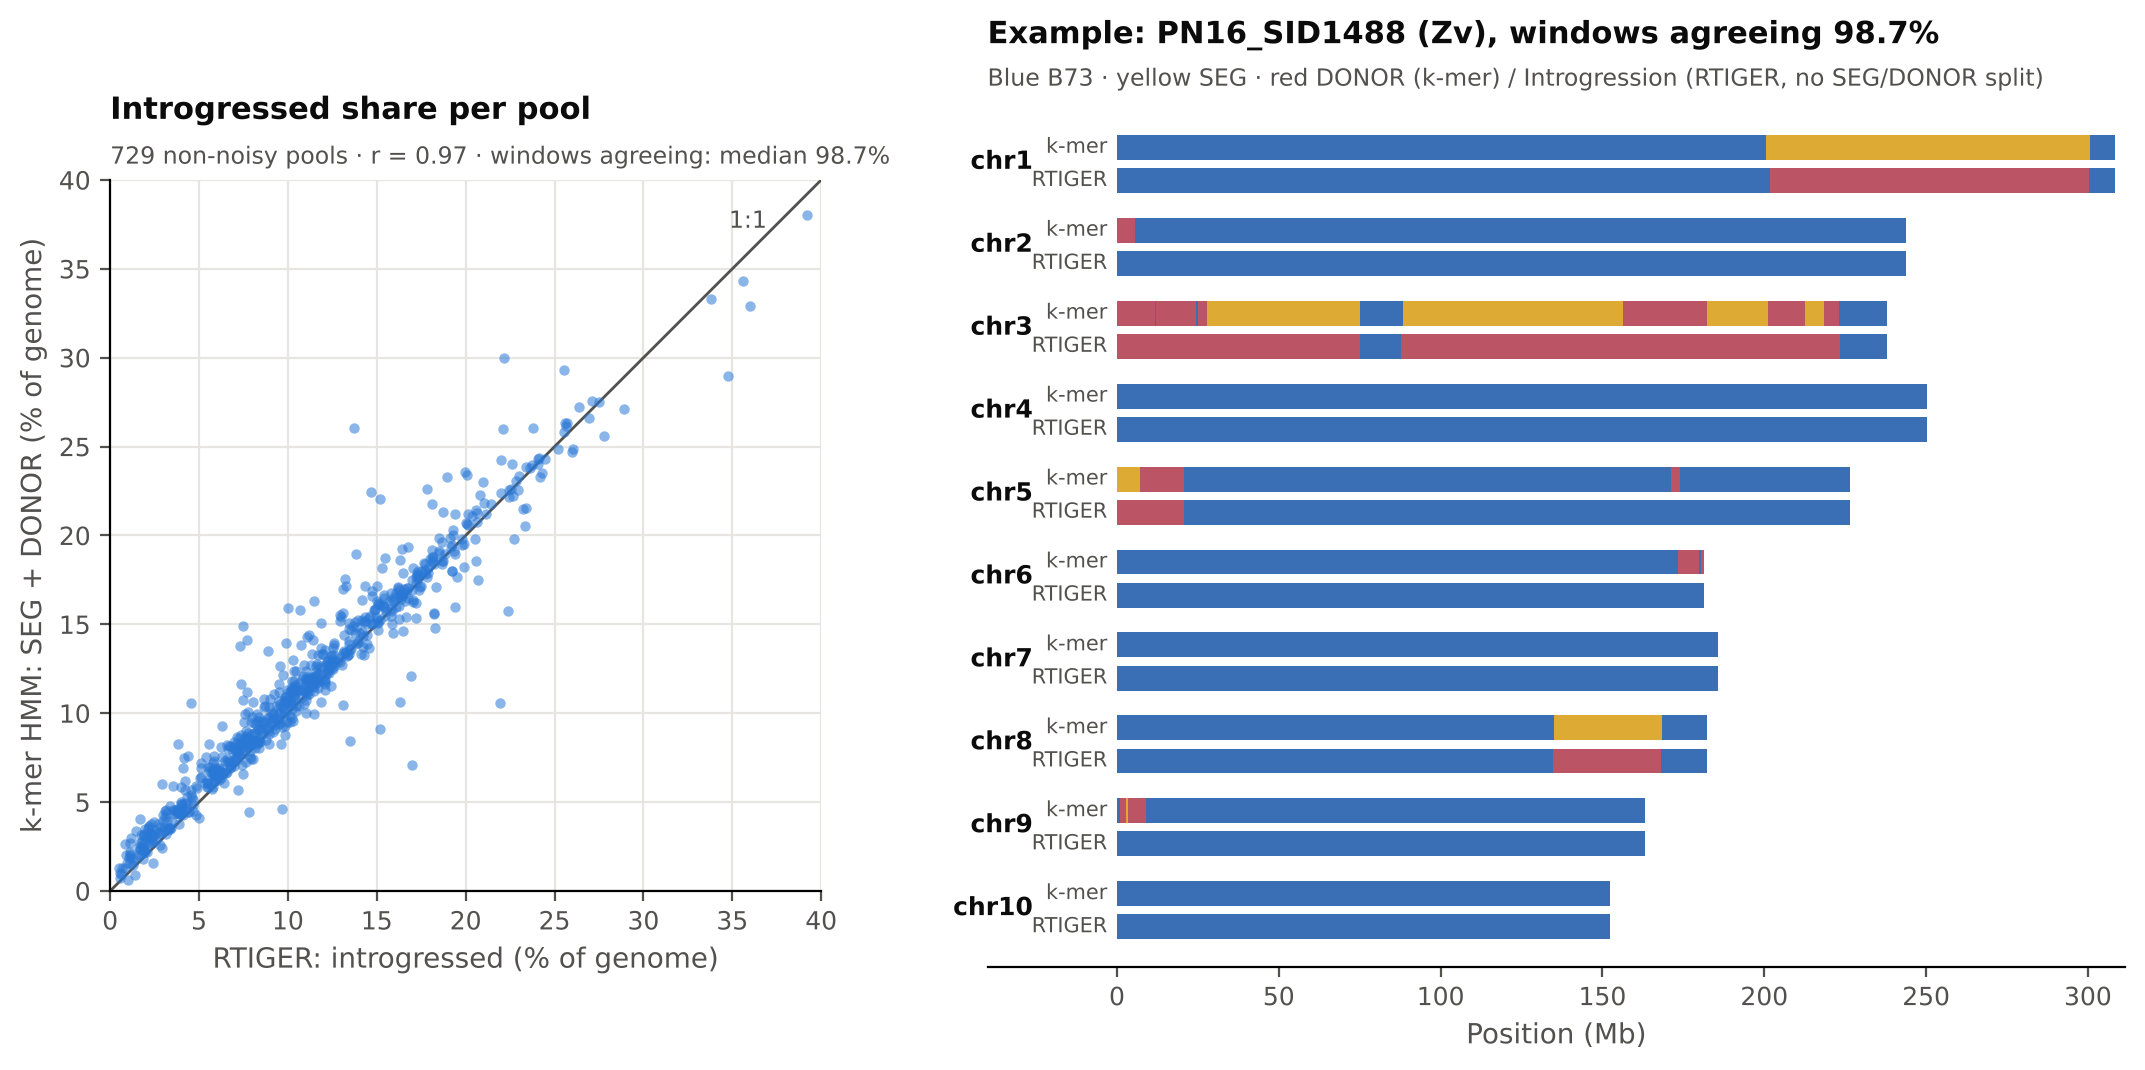 Introgressed share per pool
729 non-noisy pools · r = 0.97 · windows agreeing: median 98.7%
k-mer HMM: SEG + DONOR (% of genome)
40
35
30
25
20
15
10
5
0
1:1
0 5 10 15 20 25 30 35 40
RTIGER: introgressed (% of genome)
Example: PN16_SID1488 (Zv), windows agreeing 98.7%
Blue B73 · yellow SEG · red DONOR (k-mer) / Introgression (RTIGER, no SEG/DONOR split)
chr1
k-mer
RTIGER
chr2
k-mer
RTIGER
chr3
k-mer
RTIGER
chr4
k-mer
RTIGER
chr5
k-mer
RTIGER
chr6
k-mer
RTIGER
chr7
k-mer
RTIGER
chr8
k-mer
RTIGER
chr9
k-mer
RTIGER
chr10
k-mer
RTIGER
0 50 100 150 200 250 300
Position (Mb)